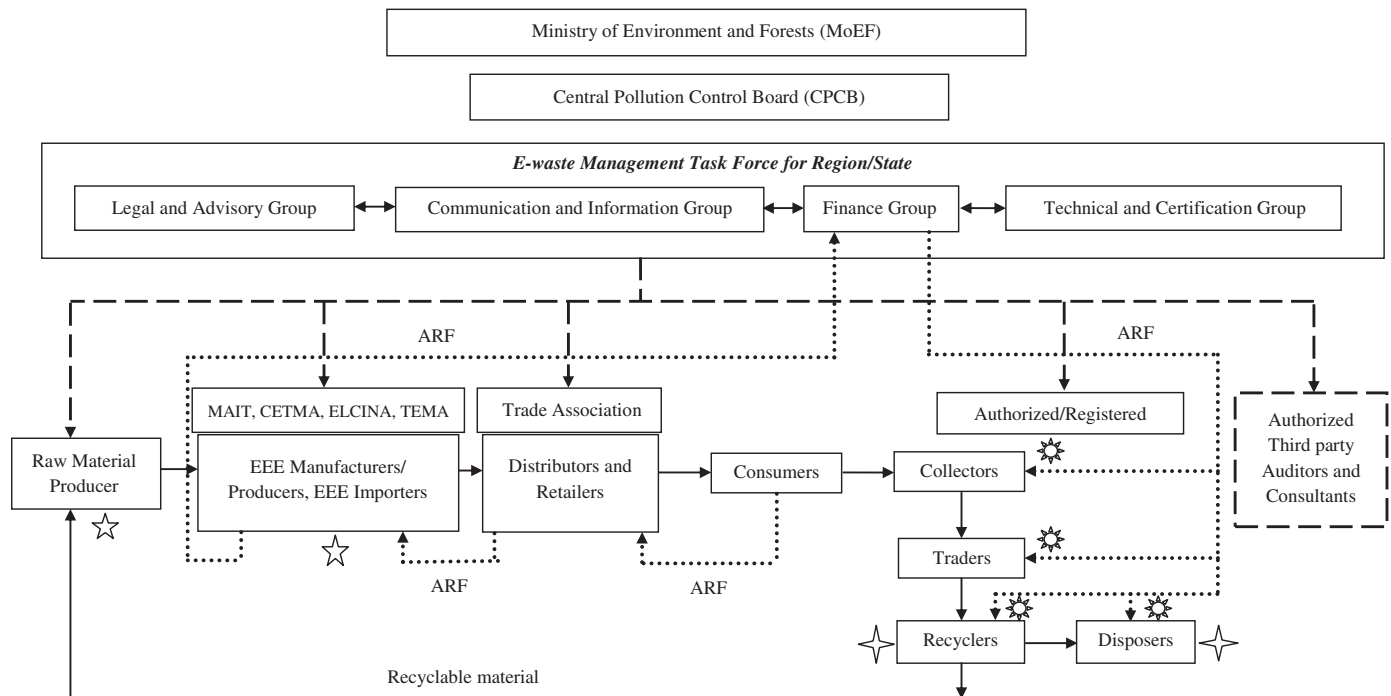 Ministry of Environment and Forests (MoEF)
Central Pollution Control Board (CPCB)
E-waste Management Task Force for Region/State
Legal and Advisory Group
Communication and Information Group
Finance Group
Technical and Certification Group
ARF
ARF
MAIT, CETMA, ELCINA, TEMA
Trade Association
Authorized/Registered
Authorized
Third party
Auditors and
Consultants
Raw Material
Producer
EEE Manufacturers/
Producers, EEE Importers
Distributors and
Retailers
Consumers
Collectors
Traders
ARF
ARF
Recyclers
Disposers
Recyclable material